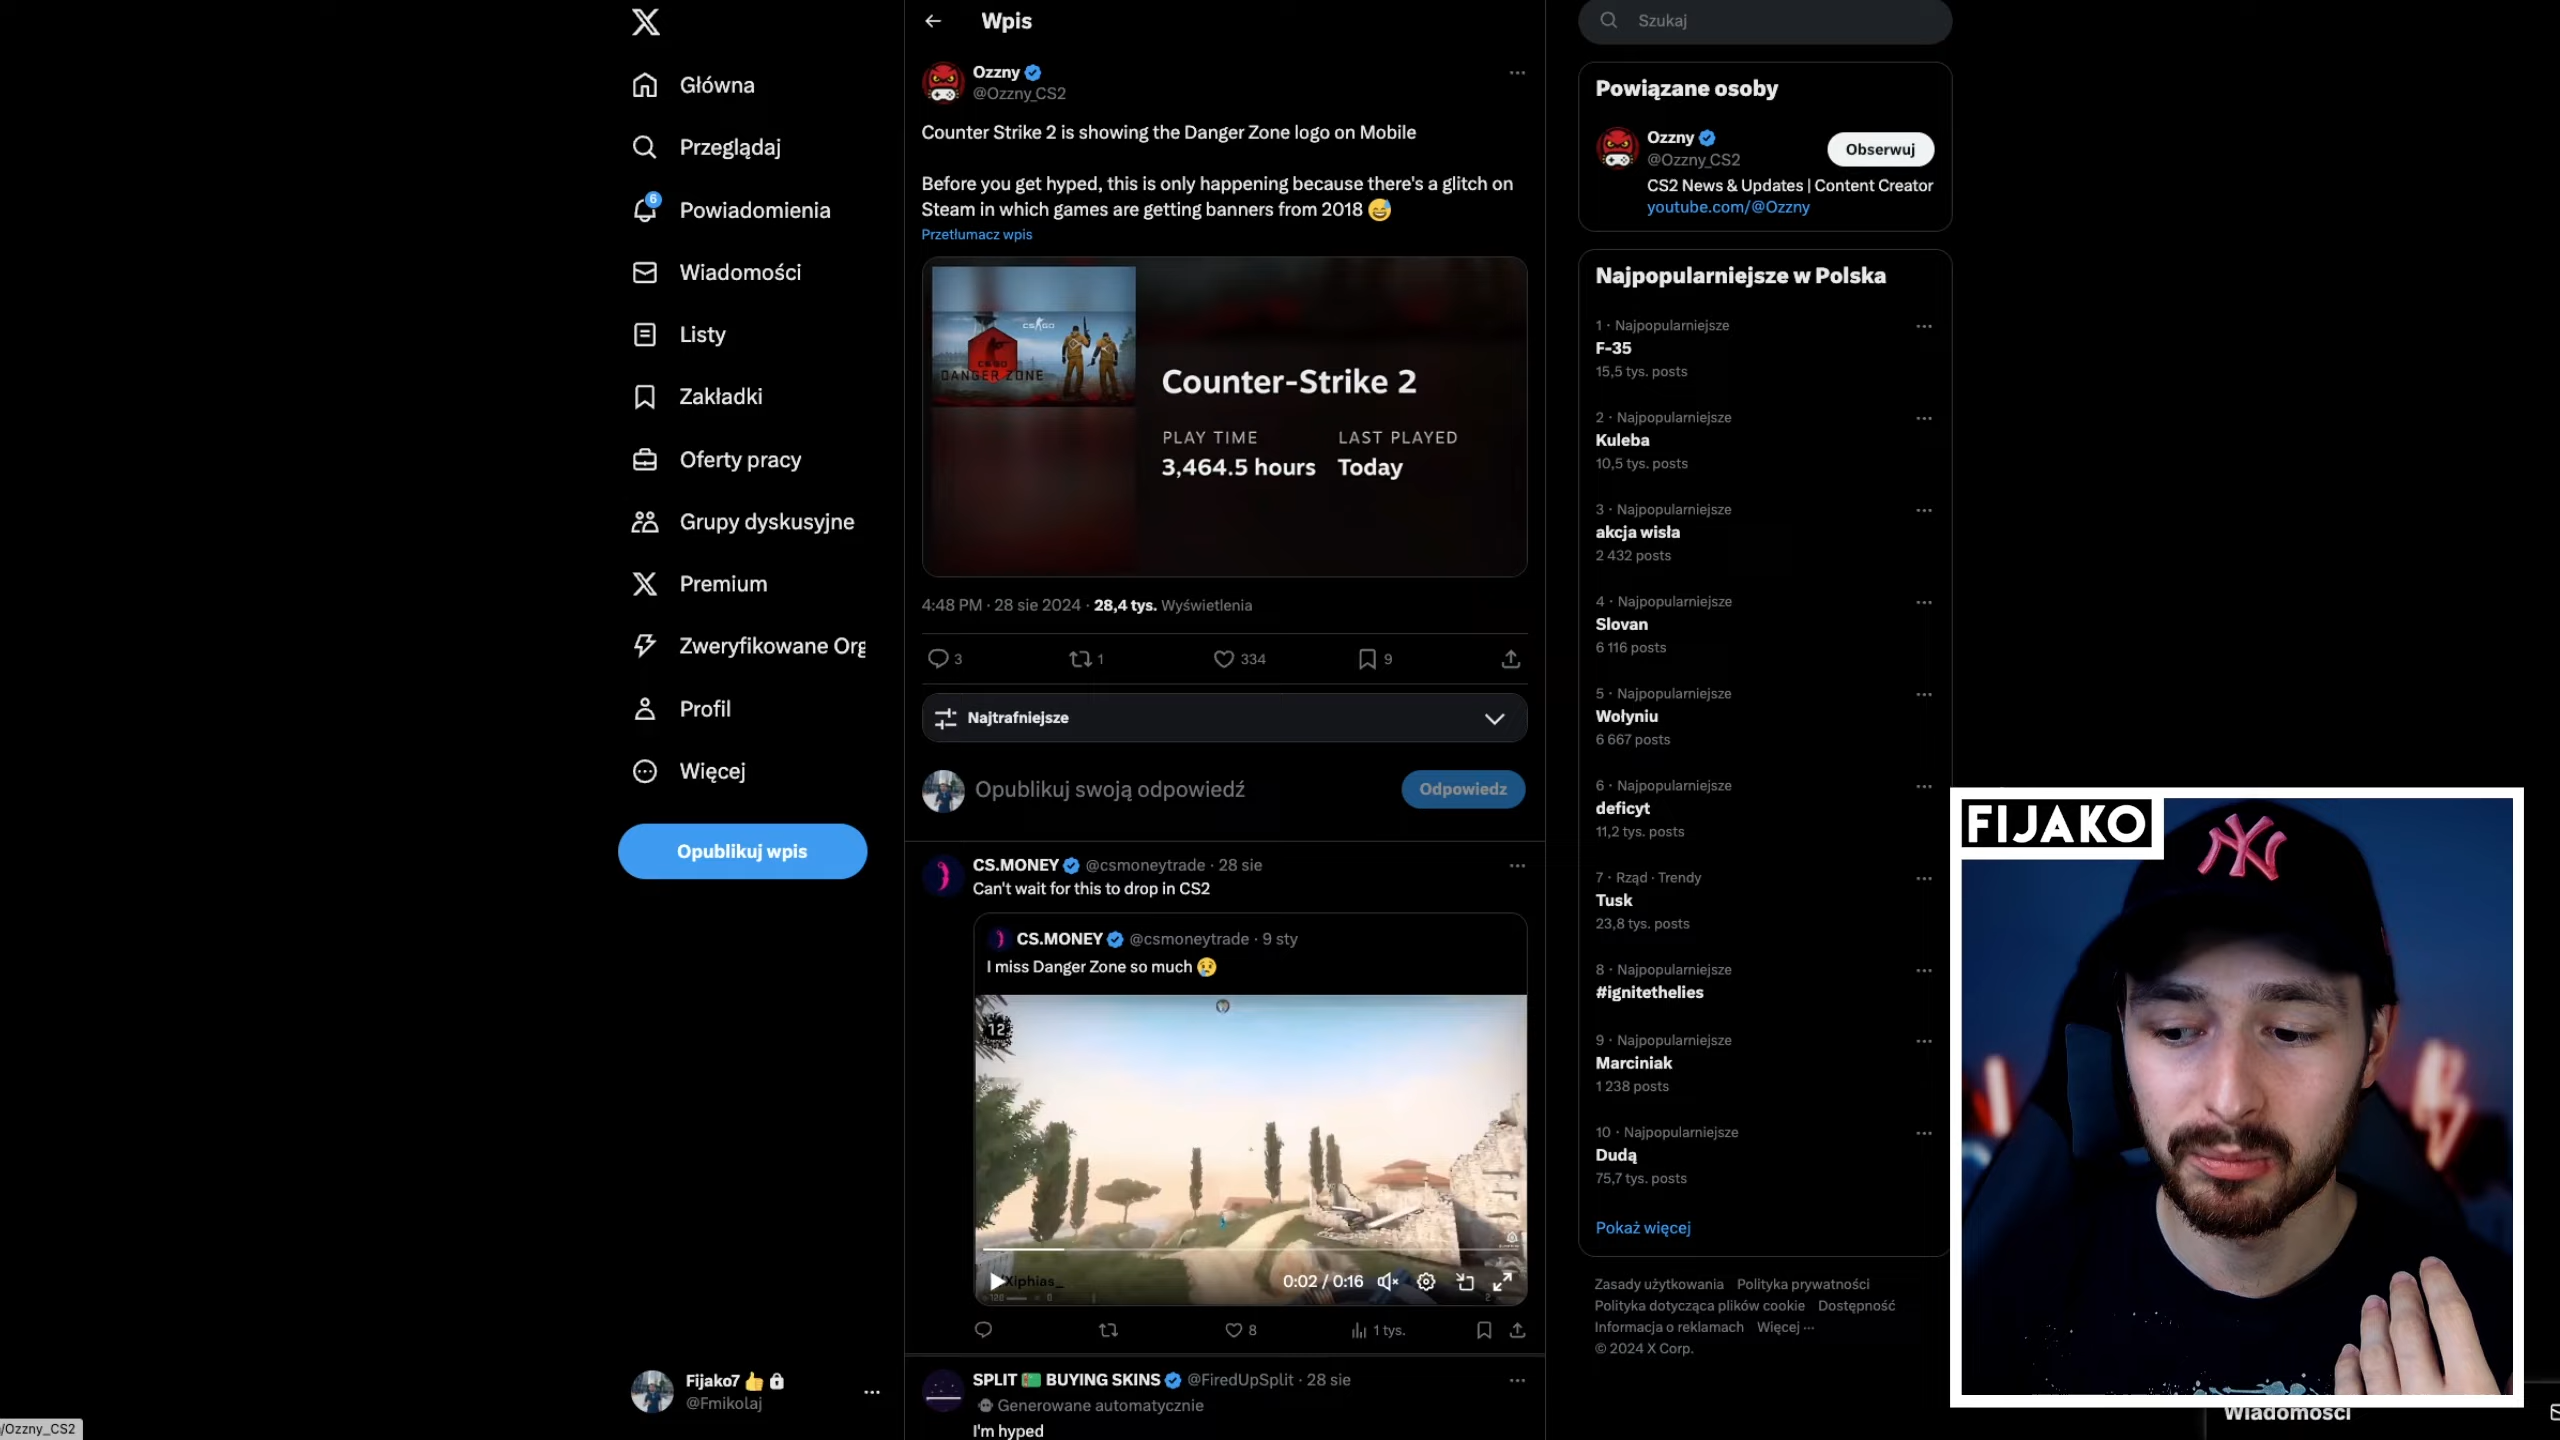 Główna
Przeglądaj
6
Powiadomienia
Wiadomości
Listy
Zakładki
Oferty pracy
Grupy dyskusyjne
Premium
Zweryfikowane Org
Profil
Więcej
Opublikuj wpis
Fijako7
@Fmikolaj
/Ozzny_CS2
Wpis
Ozzny
@Ozzny_CS2
Counter Strike 2 is showing the Danger Zone logo on Mobile
Before you get hyped, this is only happening because there's a glitch on
Steam in which games are getting banners from 2018 😅
Przetłumacz wpis
CS GO
CS:GO
DANGER ZONE
Counter-Strike 2
PLAY TIME LAST PLAYED
3,464.5 hours Today
4:48 PM · 28 sie 2024 · 28,4 tys. Wyświetlenia
3 1 334 9
Najtrafniejsze
Opublikuj swoją odpowiedź
Odpowiedz
CS.MONEY @csmoneytrade · 28 sie
Can't wait for this to drop in CS2
CS.MONEY @csmoneytrade · 9 sty
I miss Danger Zone so much 😢
12
Xiphias_
0:02 / 0:16
8 1 tys.
SPLIT BUYING SKINS @FiredUpSplit · 28 sie
Generowane automatycznie
I'm hyped
Szukaj
Powiązane osoby
Ozzny
@Ozzny_CS2
Obserwuj
CS2 News & Updates | Content Creator
youtube.com/@Ozzny
Najpopularniejsze w Polska
1 · Najpopularniejsze
F-35
15,5 tys. posts
2 · Najpopularniejsze
Kuleba
10,5 tys. posts
3 · Najpopularniejsze
akcja wisła
2 432 posts
4 · Najpopularniejsze
Slovan
6 116 posts
5 · Najpopularniejsze
Wołyniu
6 667 posts
6 · Najpopularniejsze
deficyt
11,2 tys. posts
7 · Rząd · Trendy
Tusk
23,8 tys. posts
8 · Najpopularniejsze
#ignitethelies
9 · Najpopularniejsze
Marciniak
1 238 posts
10 · Najpopularniejsze
Dudą
75,7 tys. posts
Pokaż więcej
Zasady użytkowania Polityka prywatności
Polityka dotycząca plików cookie Dostępność
Informacja o reklamach Więcej ···
© 2024 X Corp.
FIJAKO
NY
Wiadomości